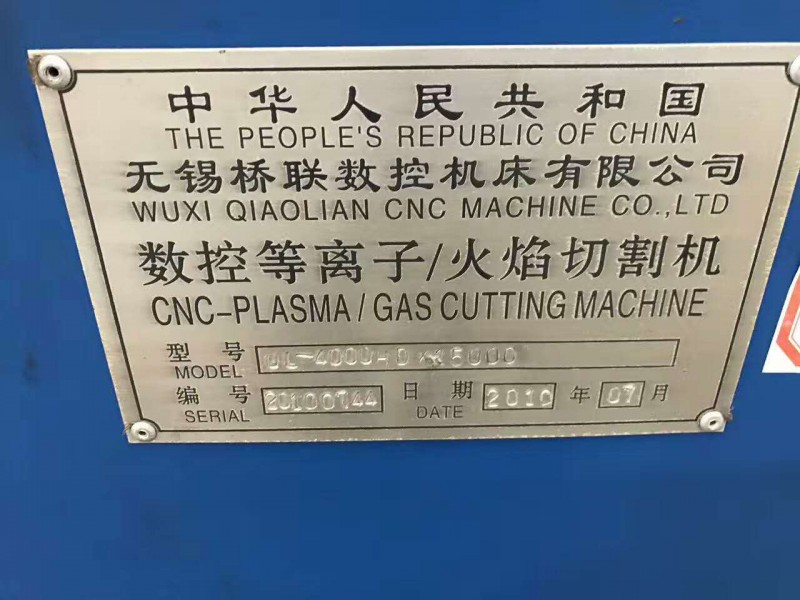 中华人民共和国
THE PEOPLE'S REPUBLIC OF CHINA
无锡桥联数控机床有限公司
WUXI QIAOLIAN CNC MACHINE CO.,LTD
数控等离子/火焰切割机
CNC-PLASMA / GAS CUTTING MACHINE
型号
MODEL
编号 20100744 日期 2010 年 07 月
SERIAL DATE